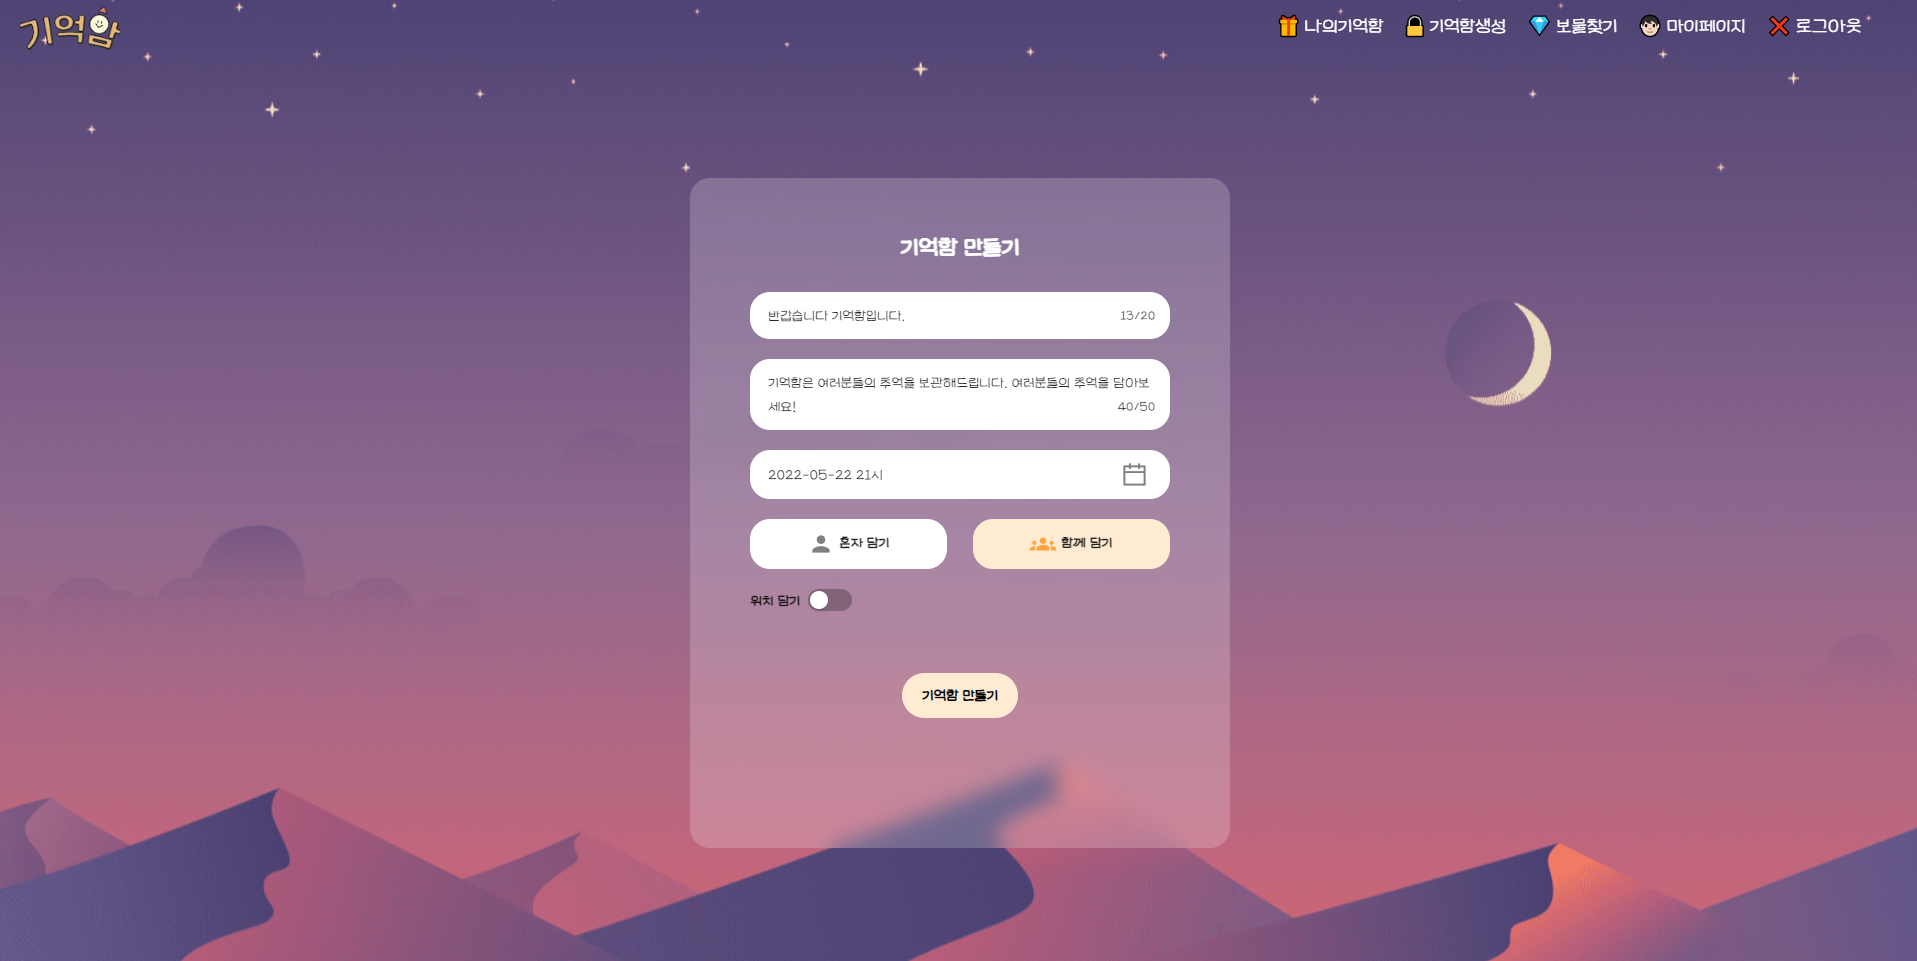 기억함
나의기억함
기억함생성
보물찾기
마이페이지
로그아웃
기억함 만들기
반갑습니다 기억함입니다.
13/20
기억함은 여러분들의 추억을 보관해드립니다. 여러분들의 추억을 담아보
세요!
40/50
2022-05-22 21시
혼자 담기
함께 담기
위치 담기
기억함 만들기